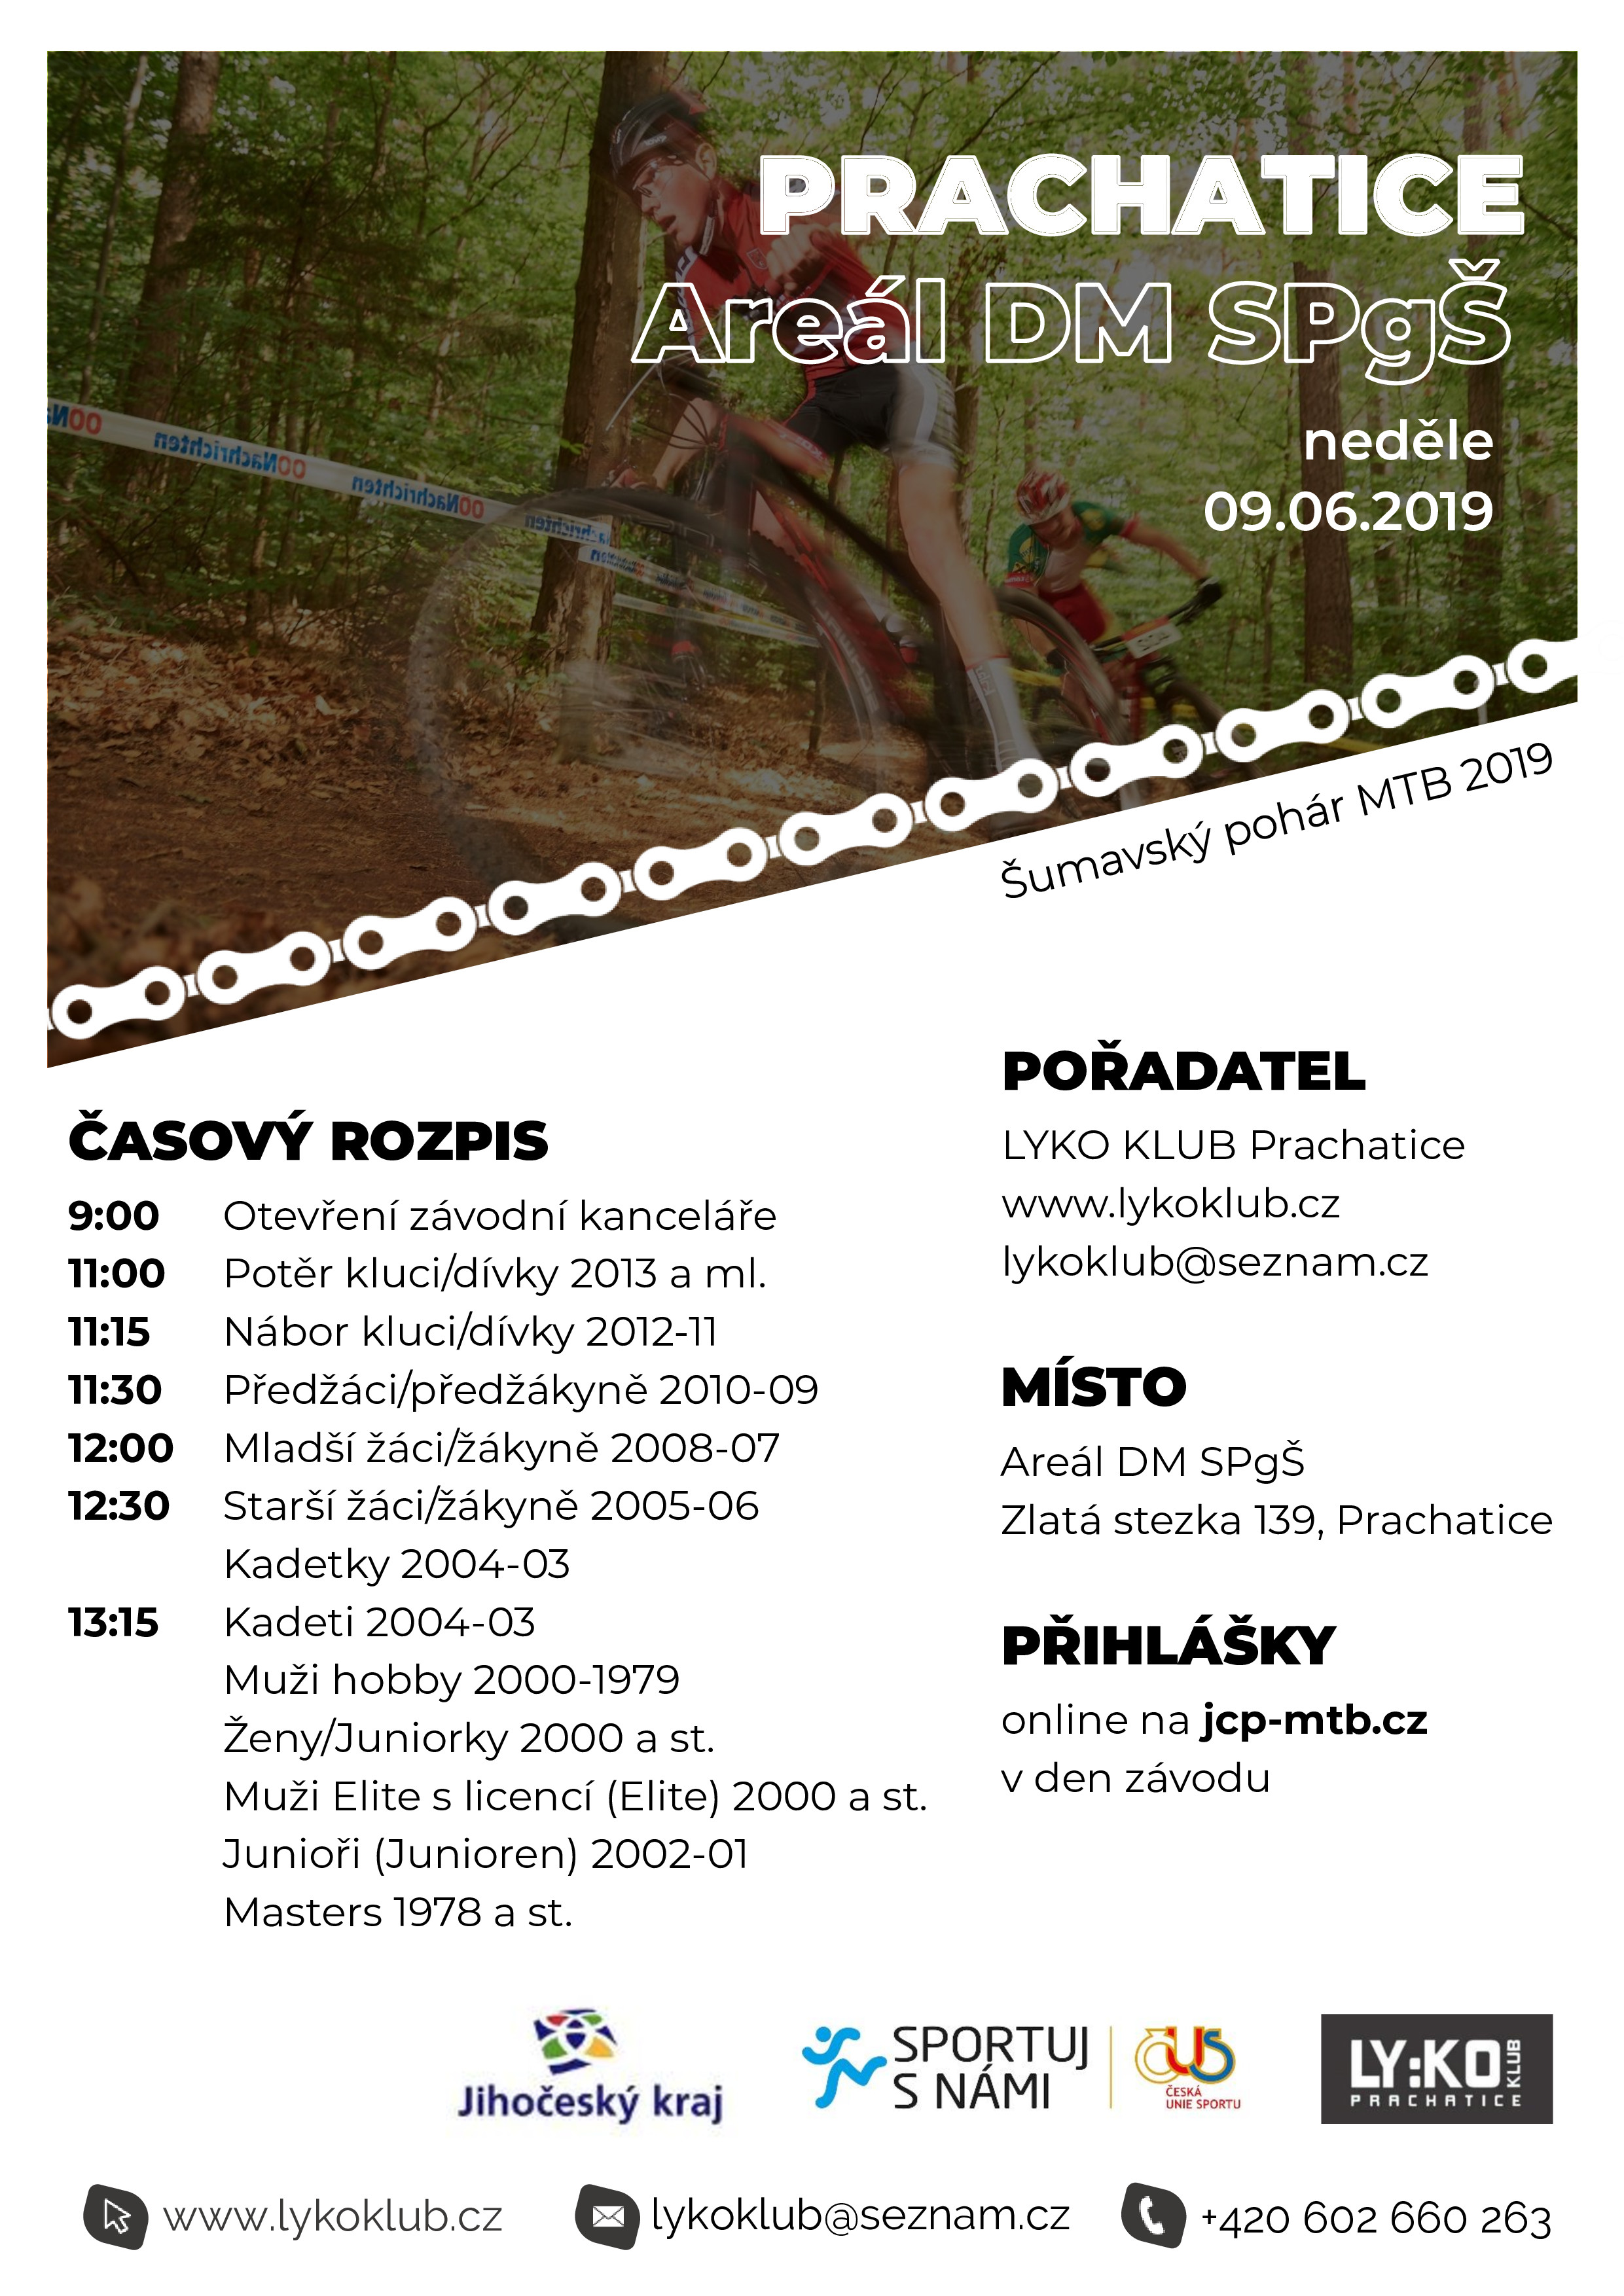 PRACHATICE
Areál DM SPgŠ
neděle
09.06.2019
OONachrichten
OONachrichten
OONachrichten
Šumavský pohár MTB 2019
ČASOVÝ ROZPIS
9:00 Otevření závodní kanceláře
11:00 Potěr kluci/dívky 2013 a ml.
11:15 Nábor kluci/dívky 2012-11
11:30 Předžáci/předžákyně 2010-09
12:00 Mladší žáci/žákyně 2008-07
12:30 Starší žáci/žákyně 2005-06
Kadetky 2004-03
13:15 Kadeti 2004-03
Muži hobby 2000-1979
Ženy/Juniorky 2000 a st.
Muži Elite s licencí (Elite) 2000 a st.
Junioři (Junioren) 2002-01
Masters 1978 a st.
POŘADATEL
LYKO KLUB Prachatice
www.lykoklub.cz
lykoklub@seznam.cz
MÍSTO
Areál DM SPgŠ
Zlatá stezka 139, Prachatice
PŘIHLÁŠKY
online na jcp-mtb.cz
v den závodu
Jihočeský kraj
SPORTUJ
S NÁMI
ČUS
ČESKÁ
UNIE SPORTU
LY:KO KLUB
PRACHATICE
www.lykoklub.cz
lykoklub@seznam.cz
+420 602 660 263